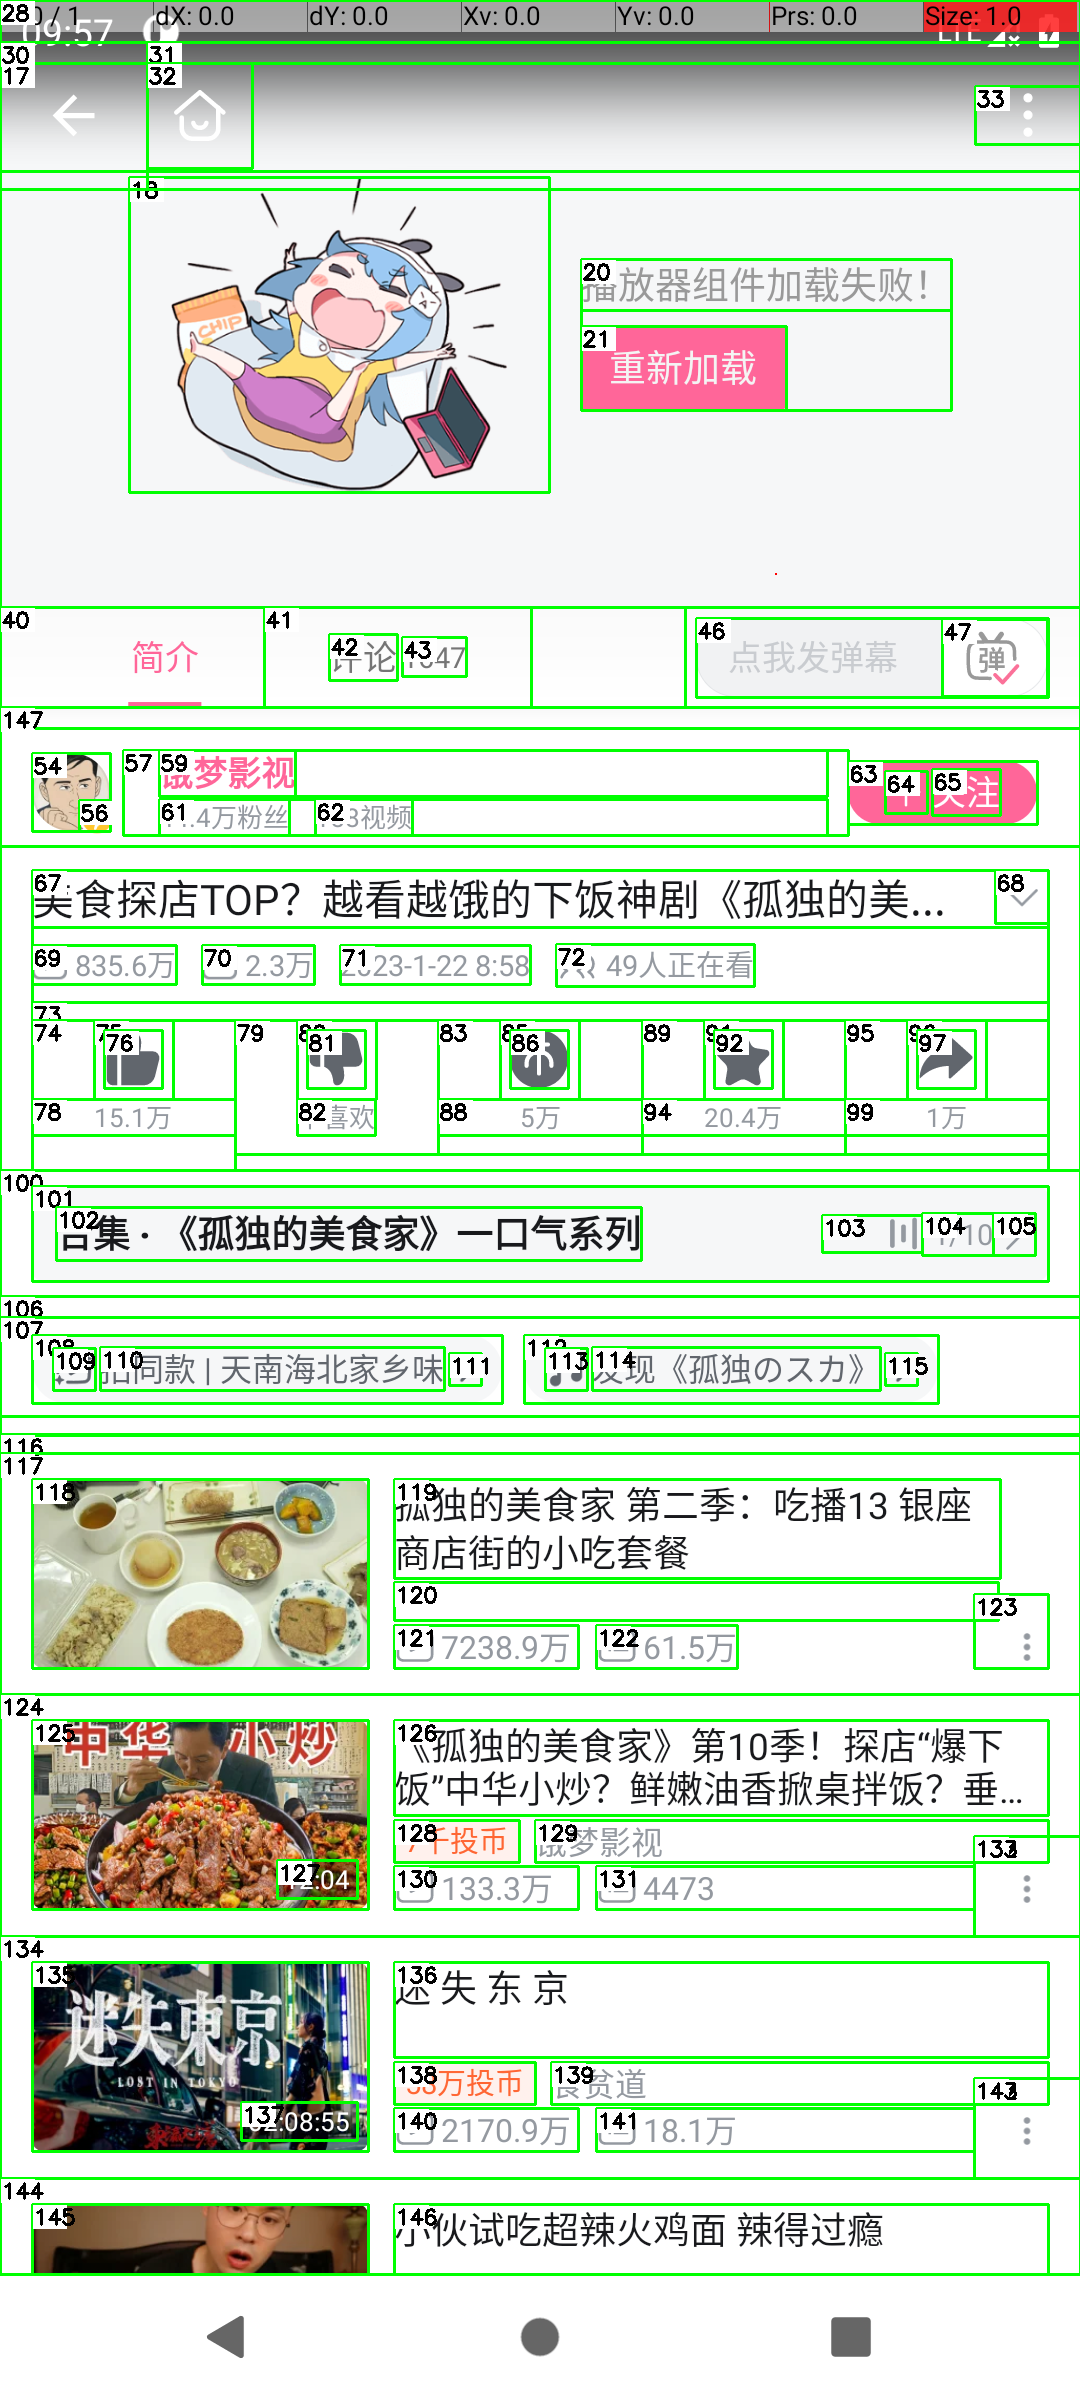 0 / 1 dX: 0.0 dY: 0.0 Xv: 0.0 Yv: 0.0 Prs: 0.0 Size: 1.0
28
09:57
LTE
30 31
17 32
33
18
CHIP
20 播放器组件加载失败!
21 重新加载
40 简介 41 42 评论 43 46 点我发弹幕 47 弹
147
54 56 57 59 饿梦影视 63 64 65 关注
61 .4万粉丝 62 视频
67 美食探店TOP?越看越饿的下饭神剧《孤独的美... 68
69 835.6万 70 2.3万 71 2023-1-22 8:58 72 49人正在看
73
74 75 76 79 81 83 85 86 89 91 92 95 96 97
78 15.1万 82 不喜欢 88 5万 94 20.4万 99 1万
100
101
102 合集 · 《孤独的美食家》一口气系列 103 104 /10 105
106
107
108 109 110 拍同款 | 天南海北家乡味 111 112 113 114 发现《孤独のスカ》 115
116
117
118 119 孤独的美食家 第二季:吃播13 银座
商店街的小吃套餐
120
121 7238.9万 122 61.5万 123
124
125 中华小炒 126 《孤独的美食家》第10季!探店“爆下
饭”中华小炒?鲜嫩油香掀桌拌饭?垂...
127 :04 128 7千投币 129 饿梦影视 133
130 133.3万 131 4473
134
135 迷失東京 136 迷 失 东 京
LOST IN TOKYO
137 :08:55 138 万投币 139 食贫道 143
140 2170.9万 141 18.1万
144
145 146 小伙试吃超辣火鸡面 辣得过瘾